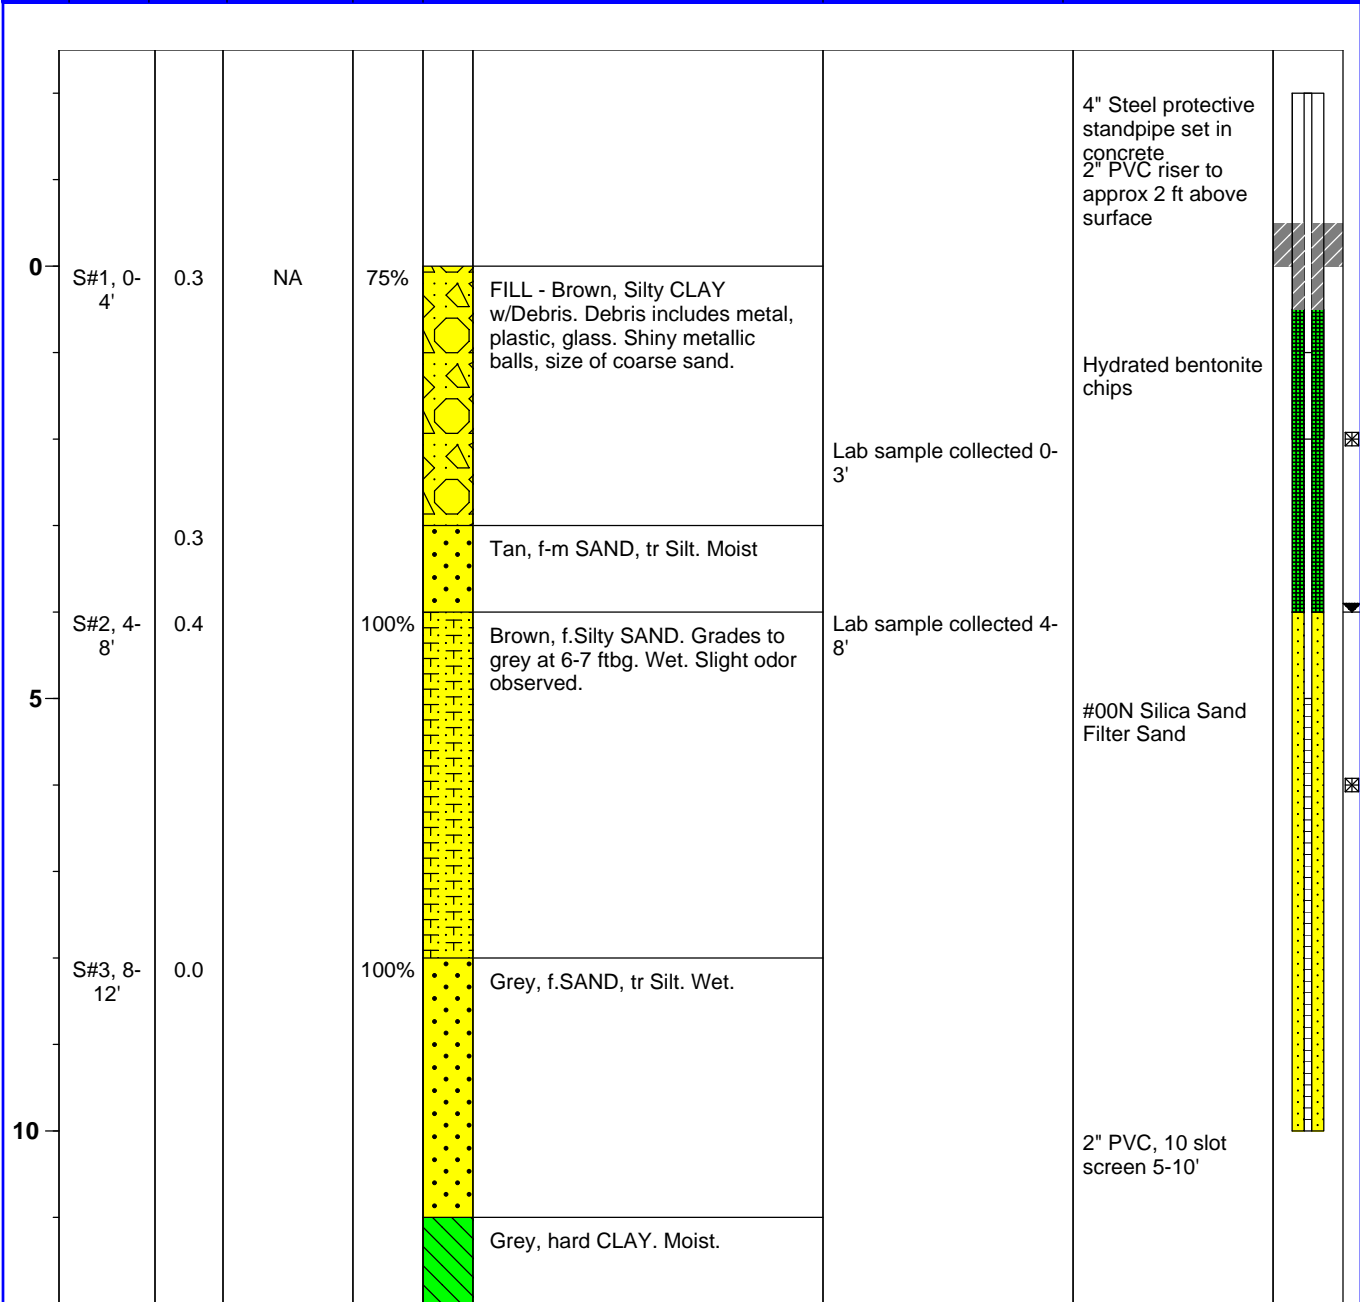 4" Steel protective
standpipe set in
concrete
2" PVC riser to
approx 2 ft above
surface
0
S#1, 0-
4'
0.3
NA
75%
FILL - Brown, Silty CLAY
w/Debris. Debris includes metal,
plastic, glass. Shiny metallic
balls, size of coarse sand.
Hydrated bentonite
chips
Lab sample collected 0-
3'
0.3
Tan, f-m SAND, tr Silt. Moist
S#2, 4-
8'
0.4
100%
Brown, f.Silty SAND. Grades to
grey at 6-7 ftbg. Wet. Slight odor
observed.
Lab sample collected 4-
8'
5
#00N Silica Sand
Filter Sand
S#3, 8-
12'
0.0
100%
Grey, f.SAND, tr Silt. Wet.
10
2" PVC, 10 slot
screen 5-10'
Grey, hard CLAY. Moist.